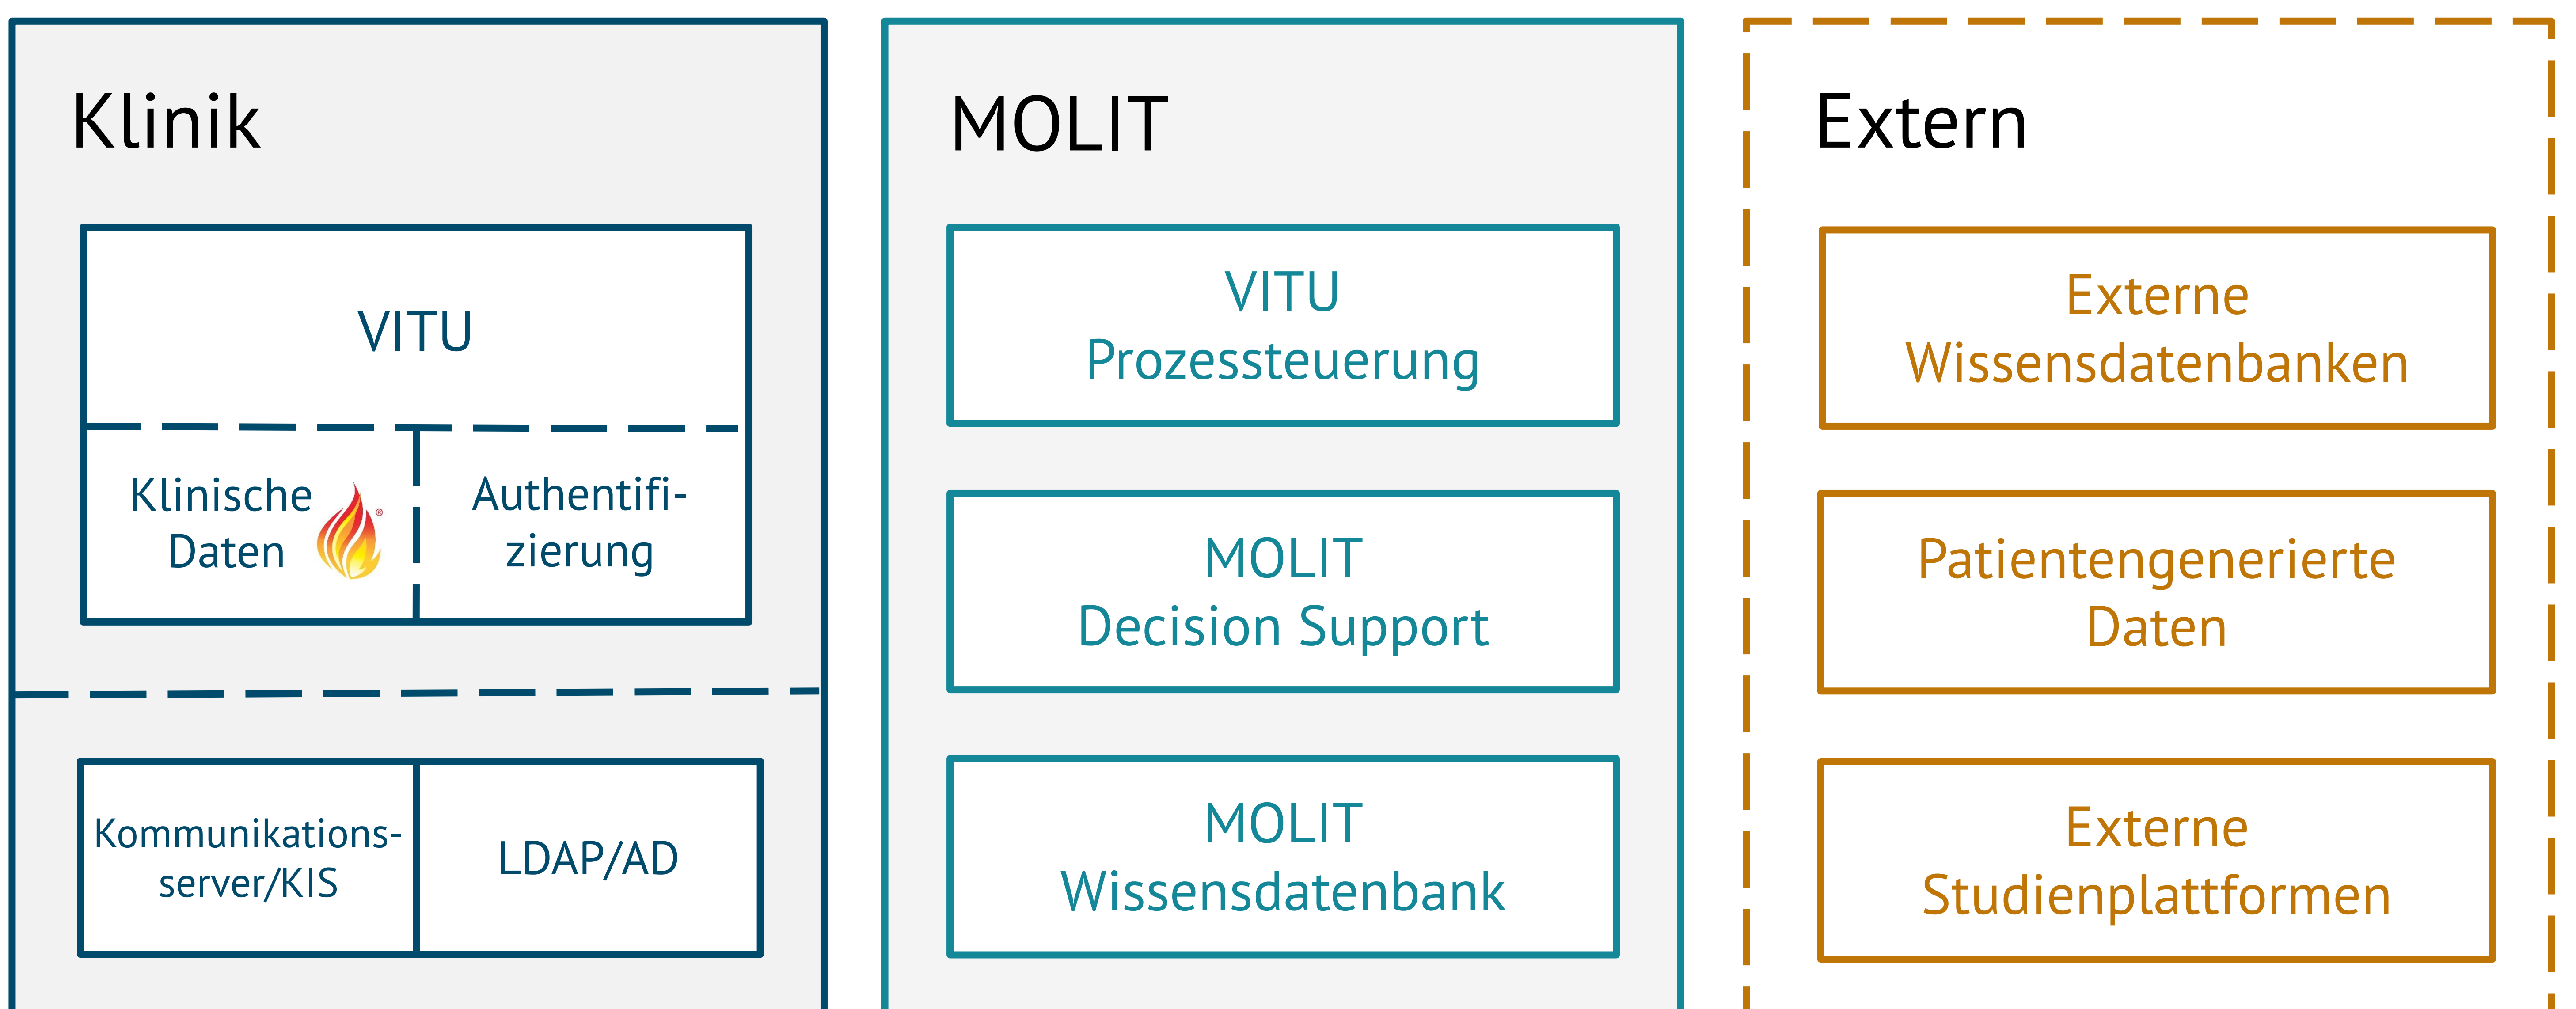 Klinik
VITU
Klinische
Daten
®
Authentifi-
zierung
Kommunikations-
server/KIS
LDAP/AD
MOLIT
VITU
Prozessteuerung
MOLIT
Decision Support
MOLIT
Wissensdatenbank
Extern
Externe
Wissensdatenbanken
Patientengenerierte
Daten
Externe
Studienplattformen